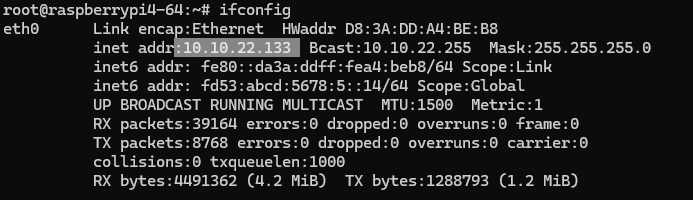 root@raspberrypi4-64:~# ifconfig
eth0      Link encap:Ethernet  HWaddr D8:3A:DD:A4:BE:B8
          inet addr:10.10.22.133  Bcast:10.10.22.255  Mask:255.255.255.0
          inet6 addr: fe80::da3a:ddff:fea4:beb8/64 Scope:Link
          inet6 addr: fd53:abcd:5678:5::14/64 Scope:Global
          UP BROADCAST RUNNING MULTICAST  MTU:1500  Metric:1
          RX packets:39164 errors:0 dropped:0 overruns:0 frame:0
          TX packets:8768 errors:0 dropped:0 overruns:0 carrier:0
          collisions:0 txqueuelen:1000
          RX bytes:4491362 (4.2 MiB)  TX bytes:1288793 (1.2 MiB)